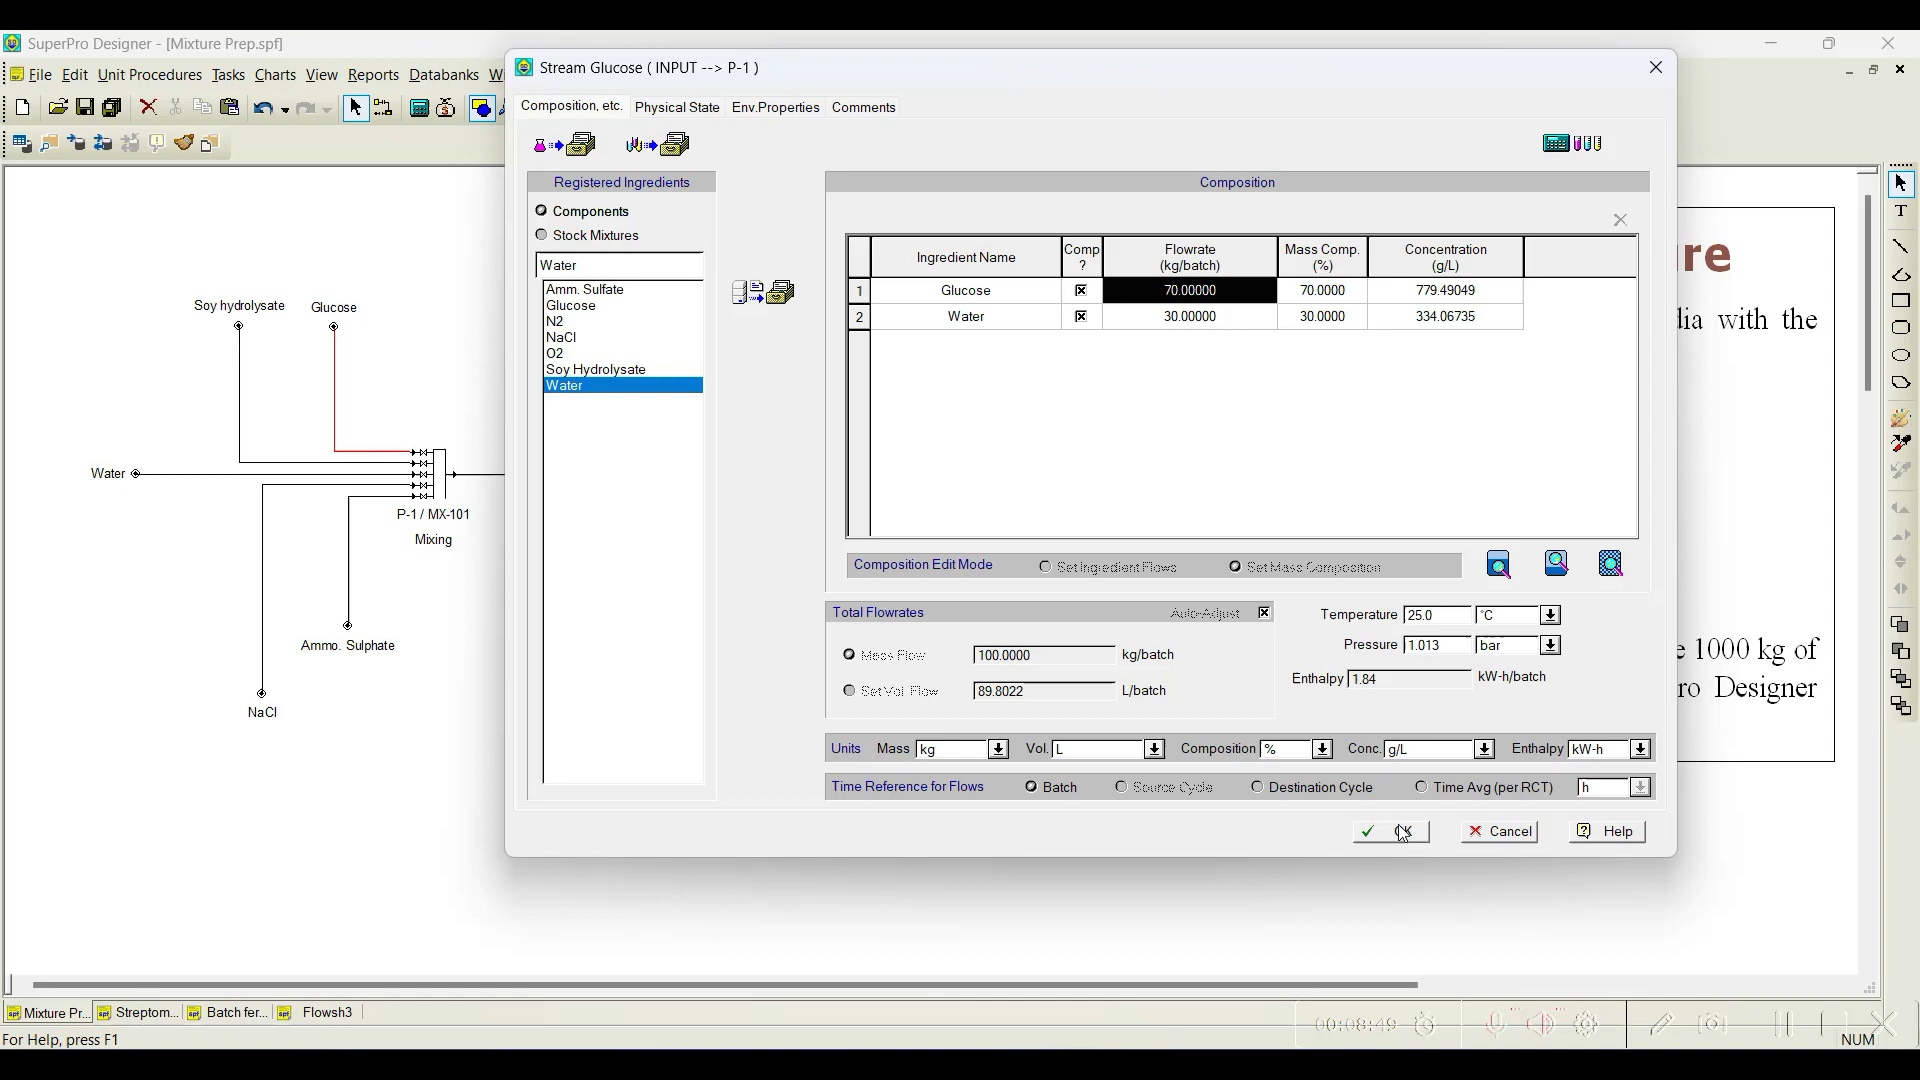 SuperPro Designer - [Mixture Prep.spf]
File Edit Unit Procedures Tasks Charts View Reports Databanks
Stream Glucose ( INPUT --> P-1 )
Composition, etc. Physical State Env.Properties Comments
Registered Ingredients
Components
Stock Mixtures
Water
Amm. Sulfate
Glucose
N2
NaCl
O2
Soy Hydrolysate
Water
Composition
Ingredient Name Comp ? Flowrate (kg/batch) Mass Comp. (%) Concentration (g/L)
1 Glucose 70.00000 70.0000 779.49049
2 Water 30.00000 30.0000 334.06735
Composition Edit Mode Set Ingredient Flows Set Mass Composition
Total Flowrates Auto-Adjust
Mass Flow 100.0000 kg/batch
Set Vol. Flow 89.8022 L/batch
Temperature 25.0 °C
Pressure 1.013 bar
Enthalpy 1.84 kW-h/batch
Units Mass kg Vol. L Composition % Conc. g/L Enthalpy kW-h
Time Reference for Flows Batch Source Cycle Destination Cycle Time Avg (per RCT) h
OK Cancel Help
Soy hydrolysate
Glucose
Water
P-1 / MX-101
Mixing
Ammo. Sulphate
NaCl
ure
dia with the
e 1000 kg of
ro Designer
Mixture Pr... Streptom... Batch fer... Flowsh3
00:08:49
For Help, press F1
NUM